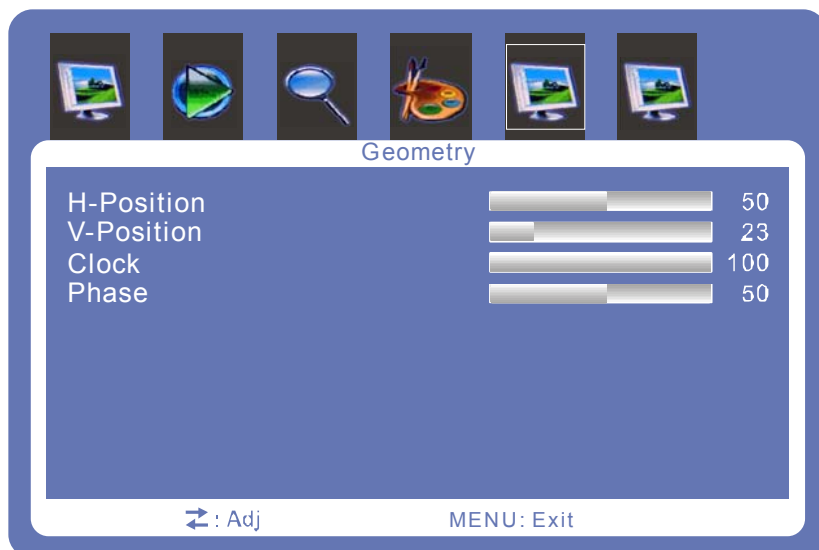 Geometry
H-Position 50
V-Position 23
Clock 100
Phase 50
⇄: Adj MENU: Exit